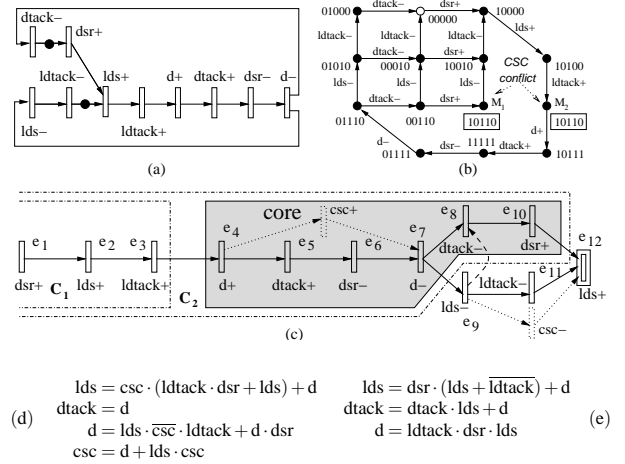 dtack− dsr+
ldtack− lds+ d+ dtack+ dsr− d−
lds− ldtack+
(a)
01000 dtack− dsr+ 10000
00000 lds+
ldtack− ldtack− ldtack−
01010 dtack− 00010 dsr+ 10010 10100
lds− lds− lds− CSC conflict ldtack+
dtack− dsr+ M1 M2
01110 00110 10110 10110
d− d+
01111 dsr− 11111 dtack+ 10111
(b)
core csc+ e8 e10
e1 e2 e3 e4 e5 e6 e7 dtack− dsr+ e12
dsr+ lds+ ldtack+ d+ dtack+ dsr− d− ldtack− e11 lds+
C1 C2 lds− e9 csc−
(c)
lds = csc · (ldtack · dsr + lds) + d
dtack = d
d = lds · \overline{csc} · ldtack + d · dsr
csc = d + lds · csc
(d)
lds = dsr · (lds + \overline{ldtack}) + d
dtack = dtack · lds + d
d = ldtack · dsr · lds
(e)